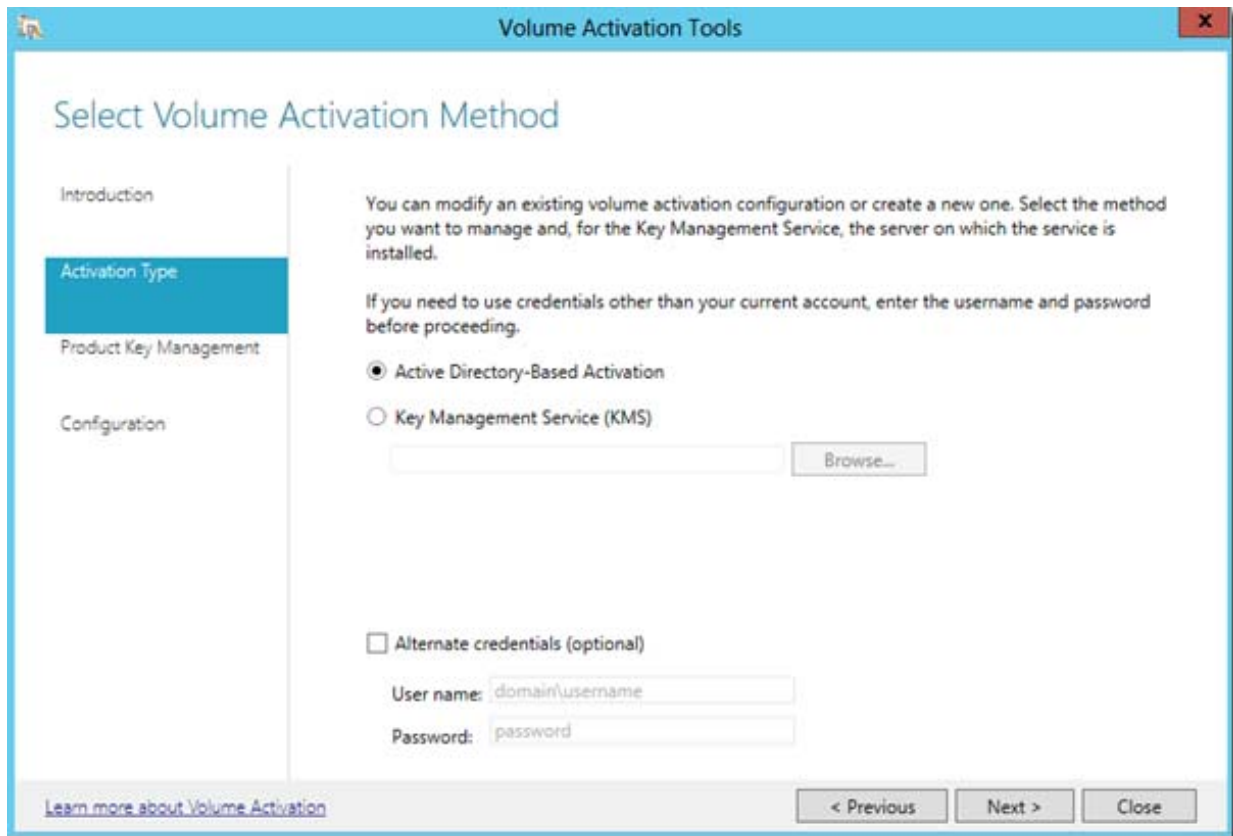 Volume Activation Tools
x
Select Volume Activation Method
Introduction
Activation Type
Product Key Management
Configuration
You can modify an existing volume activation configuration or create a new one. Select the method
you want to manage and, for the Key Management Service, the server on which the service is
installed.
If you need to use credentials other than your current account, enter the username and password
before proceeding.
Active Directory-Based Activation
Key Management Service (KMS)
Browse...
Alternate credentials (optional)
User name: domain\username
Password: password
Learn more about Volume Activation
< Previous Next > Close